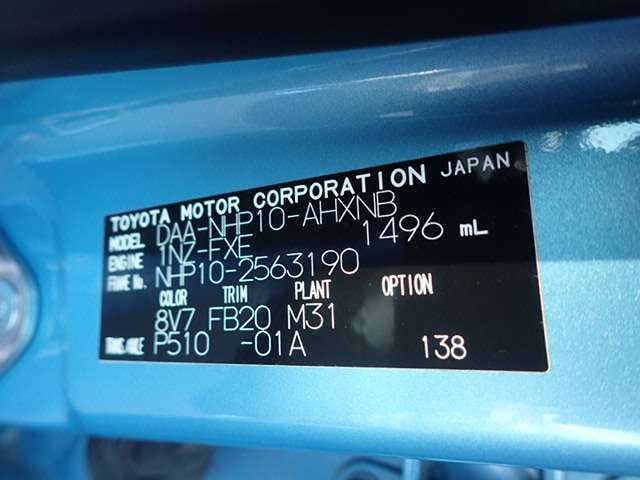 TOYOTA MOTOR CORPORATION JAPAN
MODEL DAA-NHP10-AHXNB
ENGINE 1NZ-FXE 1496 mL
FRAME No. NHP10-2563190
COLOR TRIM PLANT OPTION
8V7 FB20 M31
TRANS./AXLE P510 -01A 138